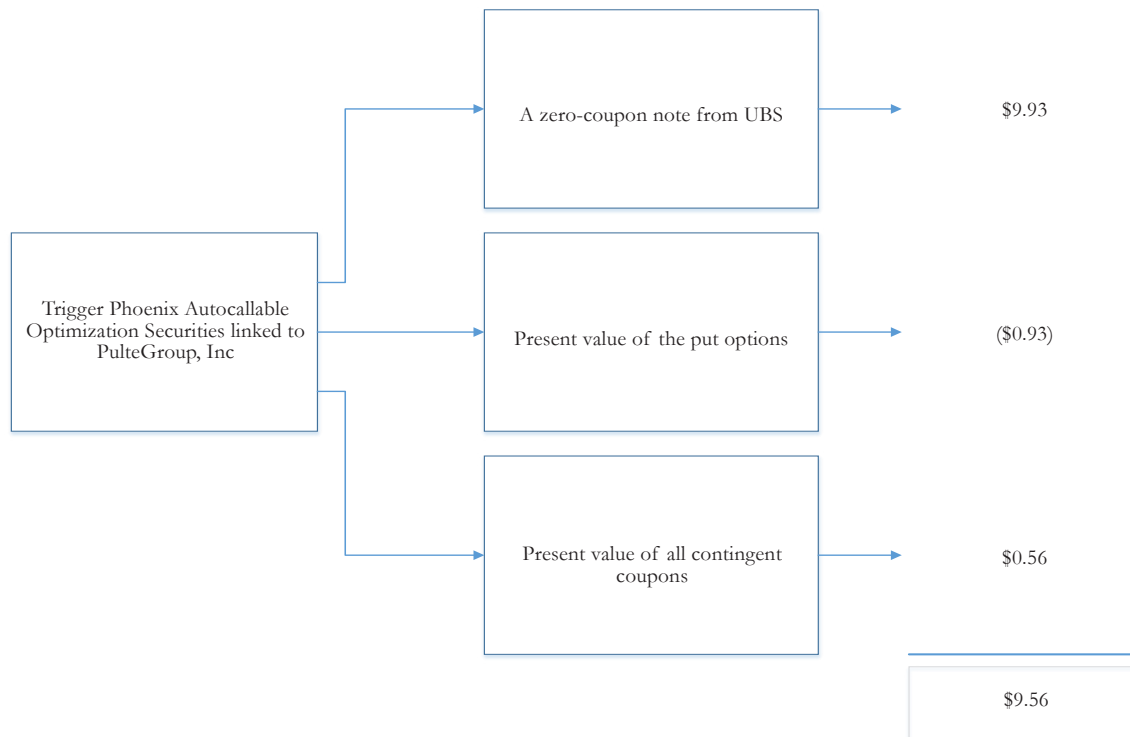 A zero-coupon note from UBS
$9.93
Trigger Phoenix Autocallable
Optimization Securities linked to
PulteGroup, Inc
Present value of the put options
($0.93)
Present value of all contingent
coupons
$0.56
$9.56